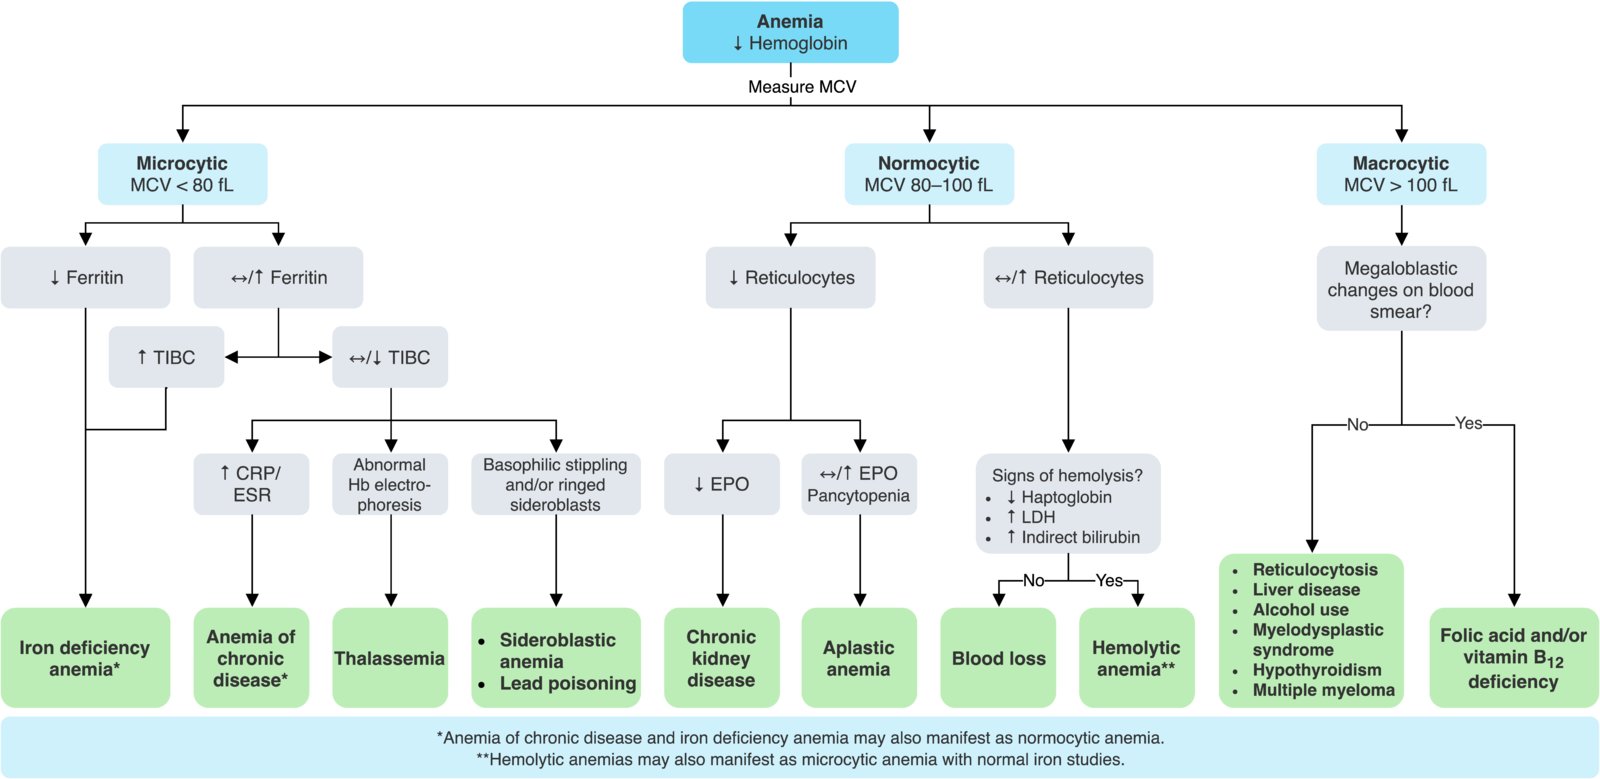 Anemia
↓ Hemoglobin
Measure MCV
Microcytic
MCV < 80 fL
Normocytic
MCV 80–100 fL
Macrocytic
MCV > 100 fL
↓ Ferritin
↔/↑ Ferritin
↓ Reticulocytes
↔/↑ Reticulocytes
Megaloblastic
changes on blood
smear?
↑ TIBC
↔/↓ TIBC
No
Yes
↑ CRP/
ESR
Abnormal
Hb electro-
phoresis
Basophilic stippling
and/or ringed
sideroblasts
↓ EPO
↔/↑ EPO
Pancytopenia
Signs of hemolysis?
• ↓ Haptoglobin
• ↑ LDH
• ↑ Indirect bilirubin
No
Yes
Iron deficiency
anemia*
Anemia of
chronic
disease*
Thalassemia
• Sideroblastic
anemia
• Lead poisoning
Chronic
kidney
disease
Aplastic
anemia
Blood loss
Hemolytic
anemia**
• Reticulocytosis
• Liver disease
• Alcohol use
• Myelodysplastic
syndrome
• Hypothyroidism
• Multiple myeloma
Folic acid and/or
vitamin B₁₂
deficiency
*Anemia of chronic disease and iron deficiency anemia may also manifest as normocytic anemia.
**Hemolytic anemias may also manifest as microcytic anemia with normal iron studies.